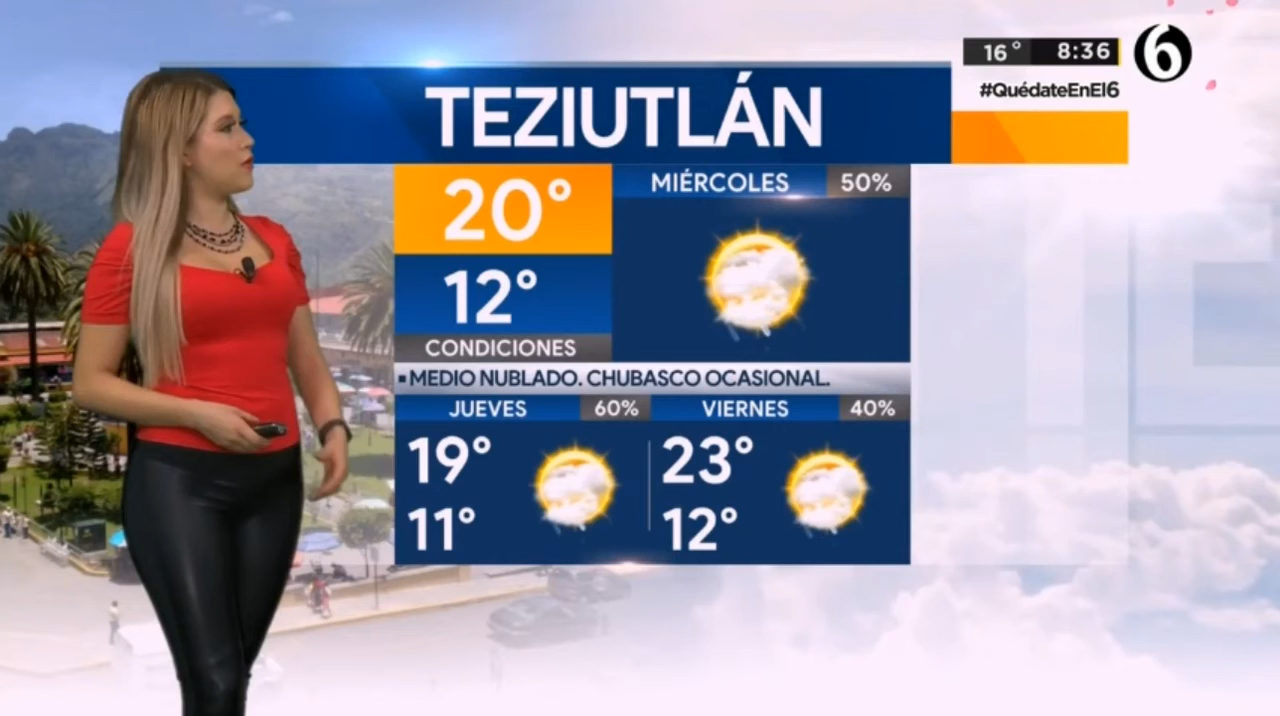 16° 8:36 6
#QuédateEnEl6
TEZIUTLÁN
20°
12°
CONDICIONES
MIÉRCOLES 50%
▪MEDIO NUBLADO. CHUBASCO OCASIONAL.
JUEVES 60%
19°
11°
VIERNES 40%
23°
12°